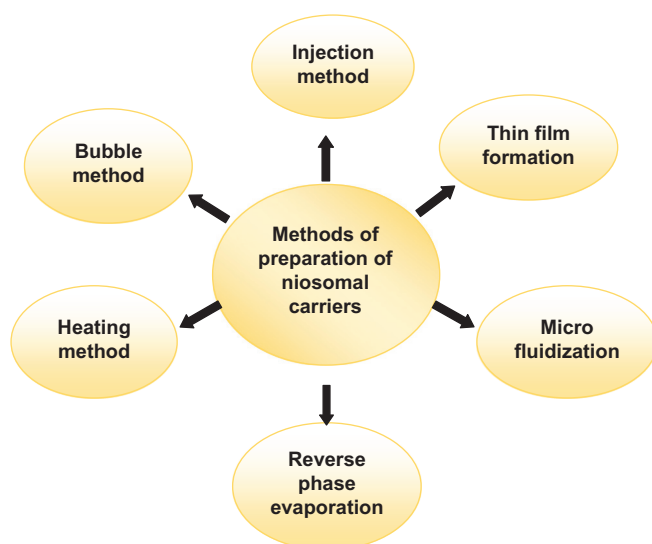 Injection
method
Thin film
formation
Bubble
method
Methods of
preparation of
niosomal
carriers
Heating
method
Micro
fluidization
Reverse
phase
evaporation